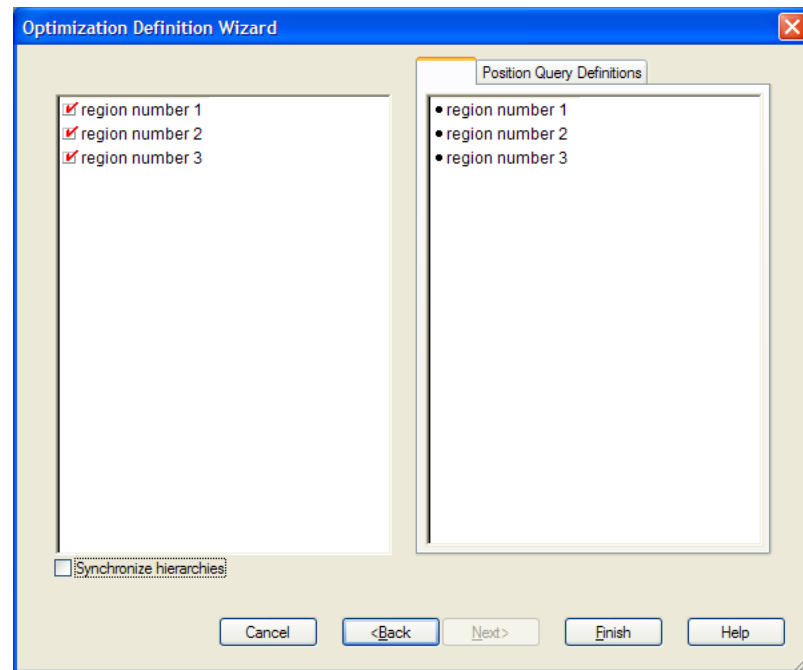 Optimization Definition Wizard
Position Query Definitions
region number 1
region number 2
region number 3
region number 1
region number 2
region number 3
Synchronize hierarchies
Cancel
<Back
Next>
Finish
Help